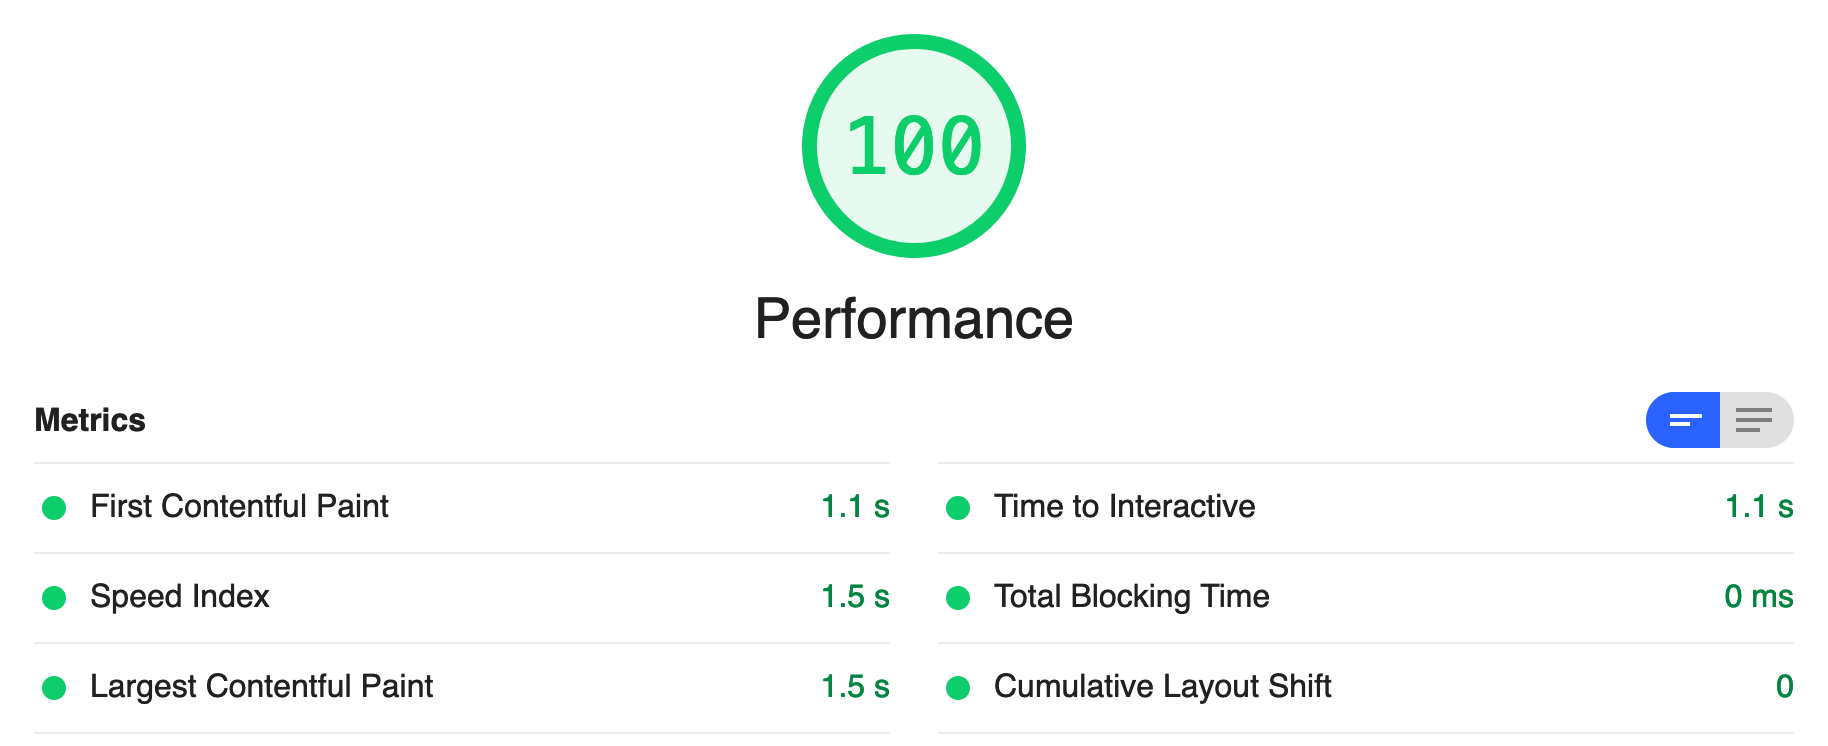 100
Performance
Metrics
First Contentful Paint 1.1 s
Time to Interactive 1.1 s
Speed Index 1.5 s
Total Blocking Time 0 ms
Largest Contentful Paint 1.5 s
Cumulative Layout Shift 0